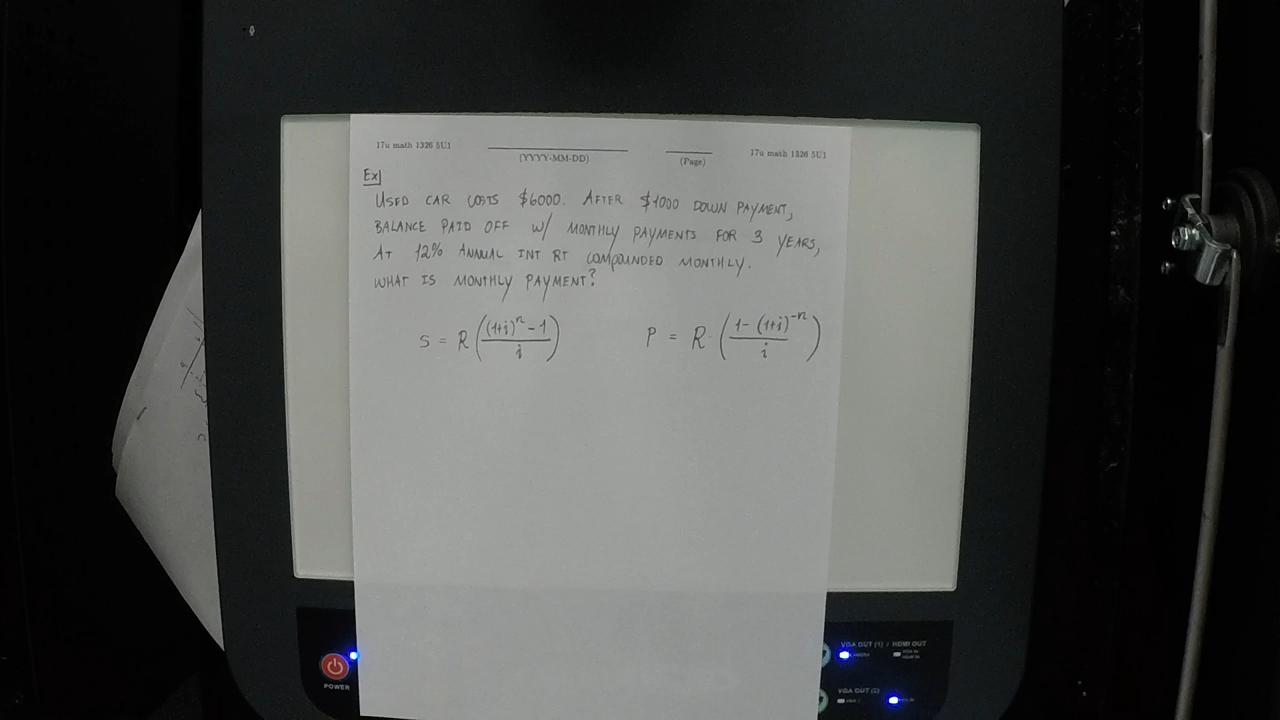 17u math 1326 5U1
(YYYY-MM-DD)
(Page)
17u math 1326 5U1
Ex
USED CAR COSTS $6000. AFTER $1000 DOWN PAYMENT,
BALANCE PAID OFF W/ MONTHLY PAYMENTS FOR 3 YEARS,
AT 12% ANNUAL INT RT COMPOUNDED MONTHLY.
WHAT IS MONTHLY PAYMENT?
S = R ( ((1+i)^n - 1) / i )
P = R · ( (1 - (1+i)^-n) / i )
POWER
VGA OUT (1) / HDMI OUT
VGA OUT (2)